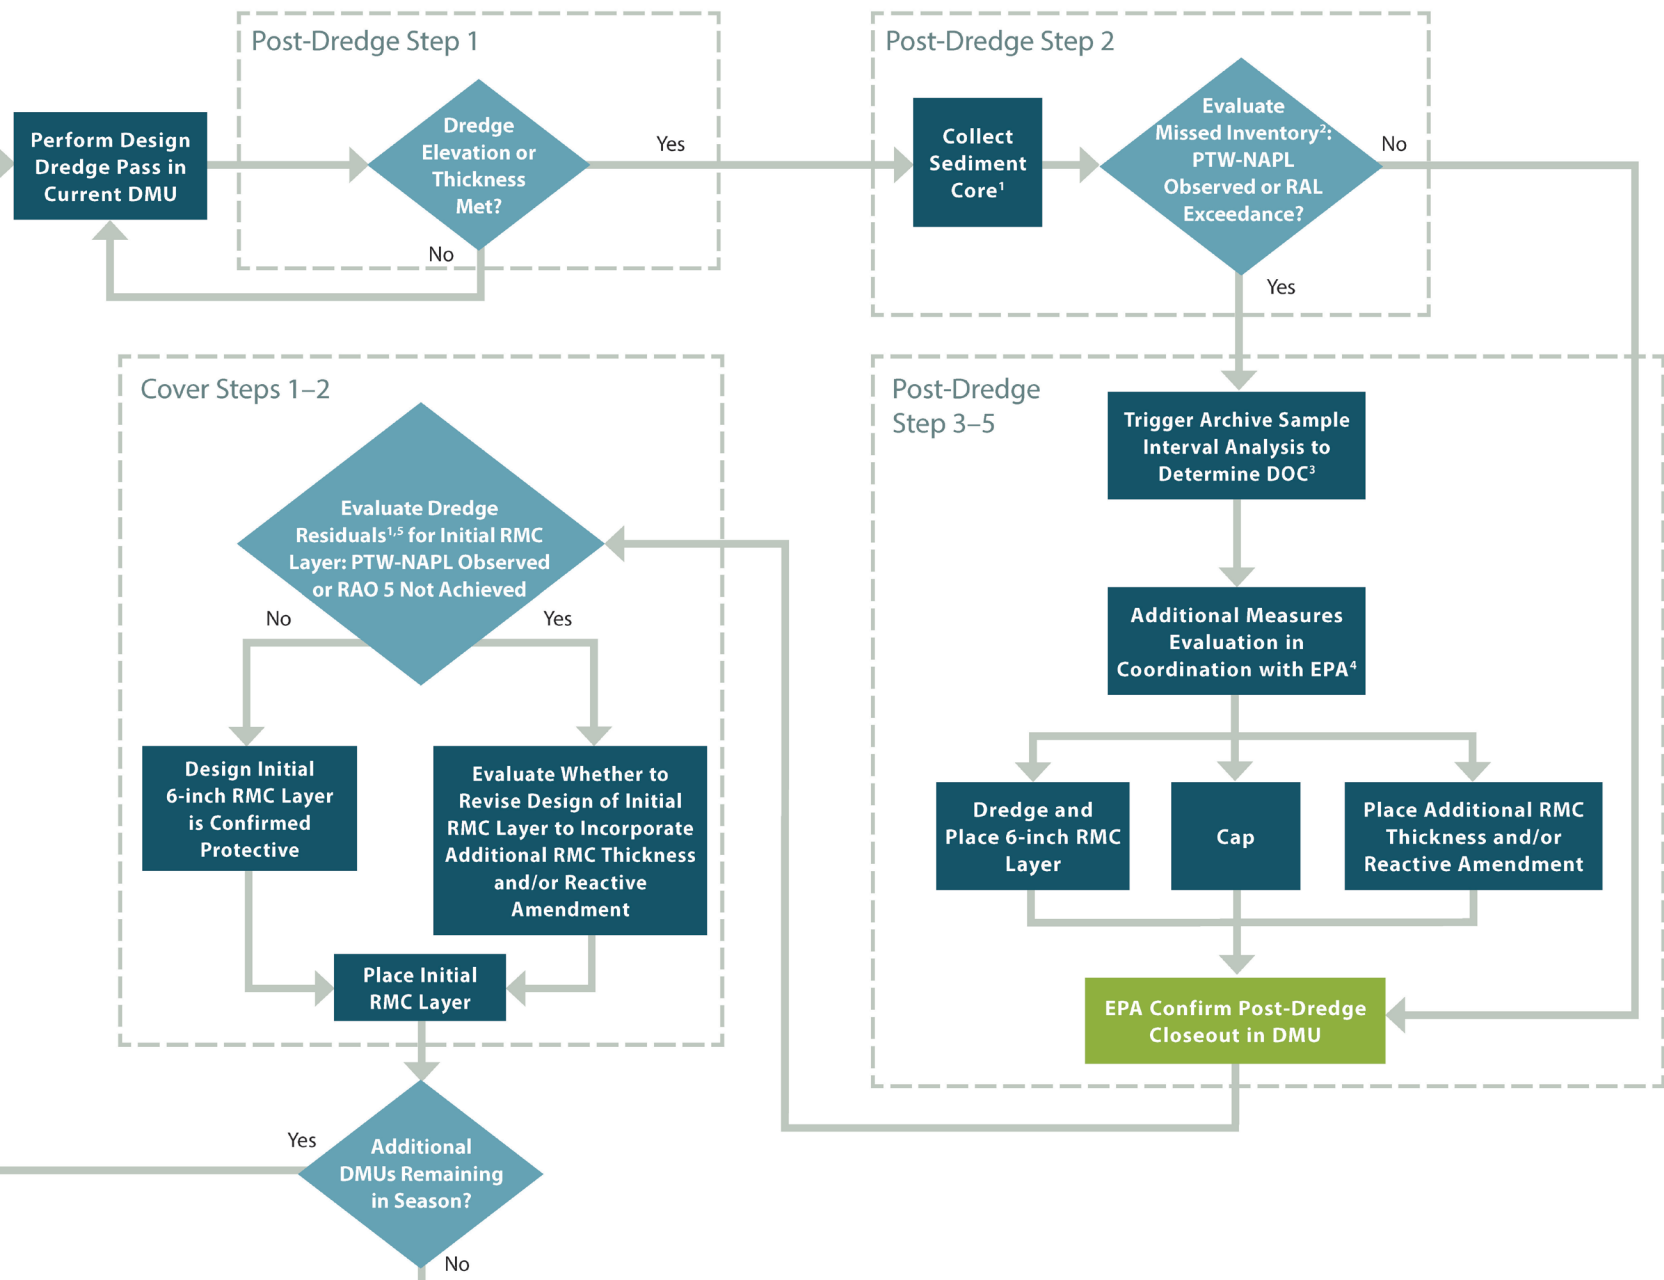 Post-Dredge Step 1
Perform Design
Dredge Pass in
Current DMU
Dredge
Elevation or
Thickness
Met?
Yes
No
Post-Dredge Step 2
Collect
Sediment
Core¹
Evaluate
Missed Inventory²:
PTW-NAPL
Observed or RAL
Exceedance?
No
Yes
Post-Dredge
Step 3–5
Trigger Archive Sample
Interval Analysis to
Determine DOC³
Additional Measures
Evaluation in
Coordination with EPA⁴
Dredge and
Place 6-inch RMC
Layer
Cap
Place Additional RMC
Thickness and/or
Reactive Amendment
EPA Confirm Post-Dredge
Closeout in DMU
Cover Steps 1–2
Evaluate Dredge
Residuals¹,⁵ for Initial RMC
Layer: PTW-NAPL Observed
or RAO 5 Not Achieved
No
Yes
Design Initial
6-inch RMC Layer
is Confirmed
Protective
Evaluate Whether to
Revise Design of Initial
RMC Layer to Incorporate
Additional RMC Thickness
and/or Reactive
Amendment
Place Initial
RMC Layer
Yes
Additional
DMUs Remaining
in Season?
No